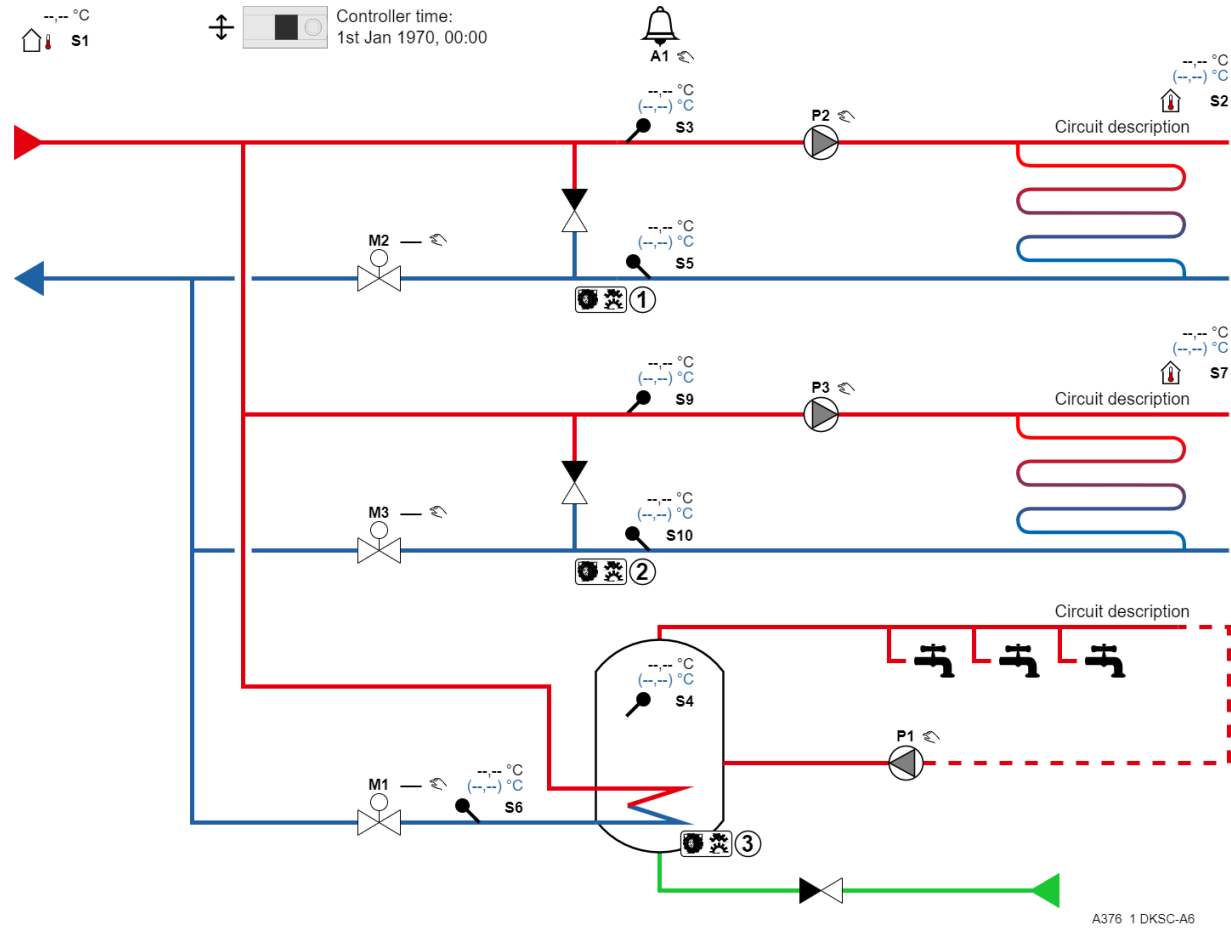 --,-- °C
S1
Controller time:
1st Jan 1970, 00:00
A1
--,-- °C
(--,--) °C
S2
--,-- °C
(--,--) °C
S3
P2
Circuit description
M2 —
--,-- °C
(--,--) °C
S5
1
--,-- °C
(--,--) °C
S7
--,-- °C
(--,--) °C
S9
P3
Circuit description
M3 —
--,-- °C
(--,--) °C
S10
2
Circuit description
--,-- °C
(--,--) °C
S4
P1
M1 —
--,-- °C
(--,--) °C
S6
3
A376 1 DKSC-A6